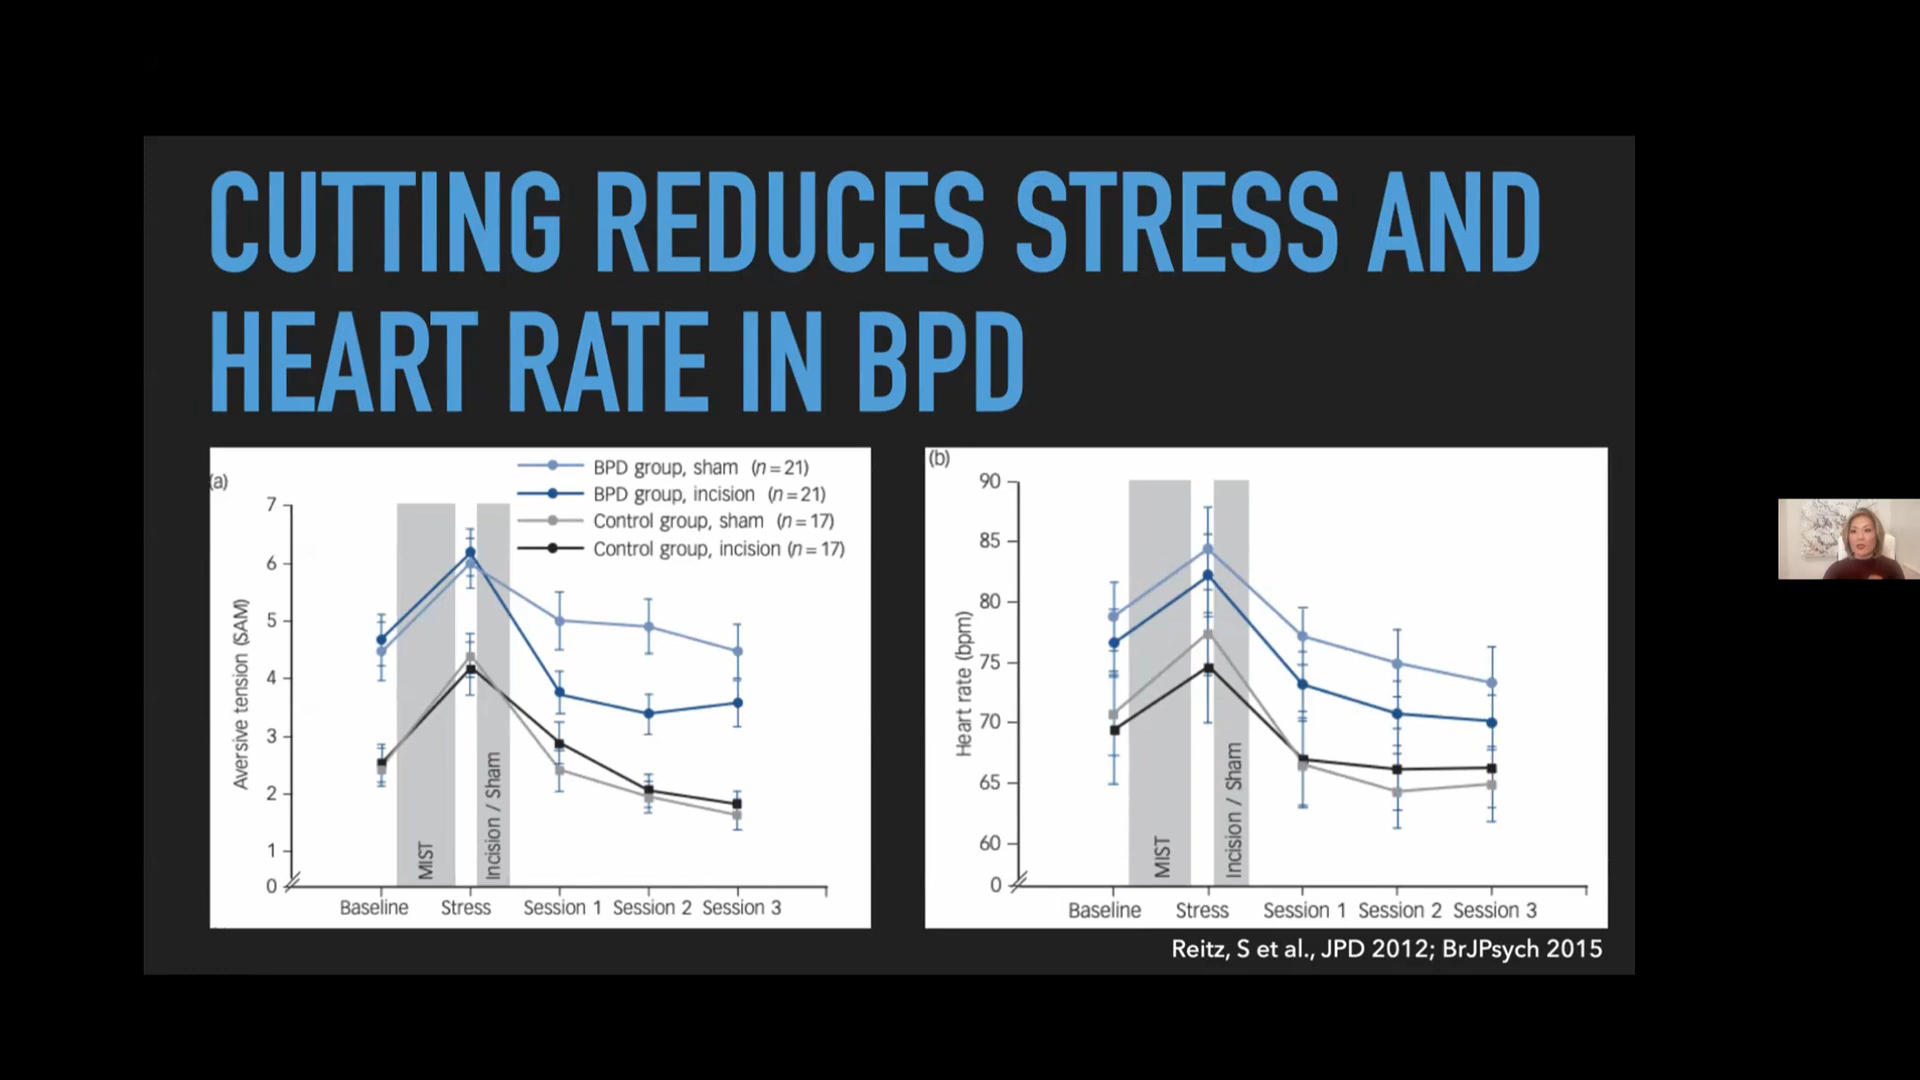 CUTTING REDUCES STRESS AND
HEART RATE IN BPD
(a)
BPD group, sham (n=21)
BPD group, incision (n=21)
Control group, sham (n=17)
Control group, incision (n=17)
Aversive tension (SAM)
7
6
5
4
3
2
1
0
MIST
Incision / Sham
Baseline Stress Session 1 Session 2 Session 3
(b)
Heart rate (bpm)
90
85
80
75
70
65
60
0
MIST
Incision / Sham
Baseline Stress Session 1 Session 2 Session 3
Reitz, S et al., JPD 2012; BrJPsych 2015